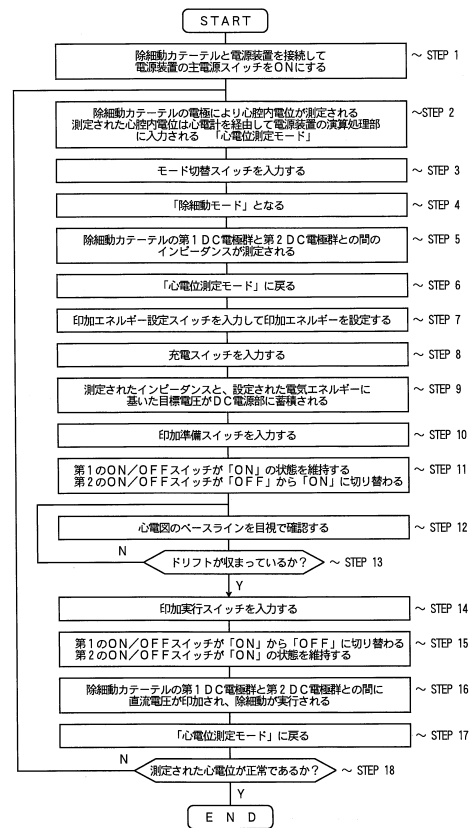 START
除細動カテーテルと電源装置を接続して
電源装置の主電源スイッチをONにする
～ STEP 1
除細動カテーテルの電極により心腔内電位が測定される
測定された心腔内電位は心電計を経由して電源装置の演算処理部
に入力される 「心電位測定モード」
～STEP 2
モード切替スイッチを入力する
～ STEP 3
「除細動モード」となる
～ STEP 4
除細動カテーテルの第1DC電極群と第2DC電極群との間の
インピーダンスが測定される
～ STEP 5
「心電位測定モード」に戻る
～ STEP 6
印加エネルギー設定スイッチを入力して印加エネルギーを設定する
～ STEP 7
充電スイッチを入力する
～ STEP 8
測定されたインピーダンスと、設定された電気エネルギーに
基いた目標電圧がDC電源部に蓄積される
～ STEP 9
印加準備スイッチを入力する
～ STEP 10
第1のON／OFFスイッチが「ON」の状態を維持する
第2のON／OFFスイッチが「OFF」から「ON」に切り替わる
～ STEP 11
心電図のベースラインを目視で確認する
～ STEP 12
N
ドリフトが収まっているか？
～ STEP 13
Y
印加実行スイッチを入力する
～ STEP 14
第1のON／OFFスイッチが「ON」から「OFF」に切り替わる
第2のON／OFFスイッチが「ON」の状態を維持する
～ STEP 15
除細動カテーテルの第1DC電極群と第2DC電極群との間に
直流電圧が印加され、除細動が実行される
～ STEP 16
「心電位測定モード」に戻る
～ STEP 17
N
測定された心電位が正常であるか？
～ STEP 18
Y
END